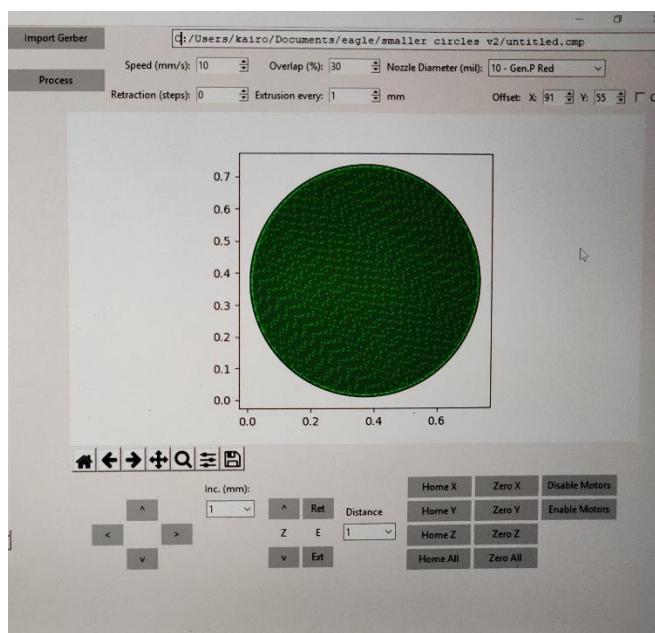 Import Gerber
C:/Users/kairo/Documents/eagle/smaller circles v2/untitled.cmp
Process
Speed (mm/s): 10 Overlap (%): 30 Nozzle Diameter (mil): 10 - Gen.P Red
Retraction (steps): 0 Extrusion every: 1 mm Offset: X: 91 Y: 55
0.7
0.6
0.5
0.4
0.3
0.2
0.1
0.0
0.0 0.2 0.4 0.6
Inc. (mm):
1
^ ^ Ret Distance
< > Z E 1
v v Ext
Home X Zero X Disable Motors
Home Y Zero Y Enable Motors
Home Z Zero Z
Home All Zero All